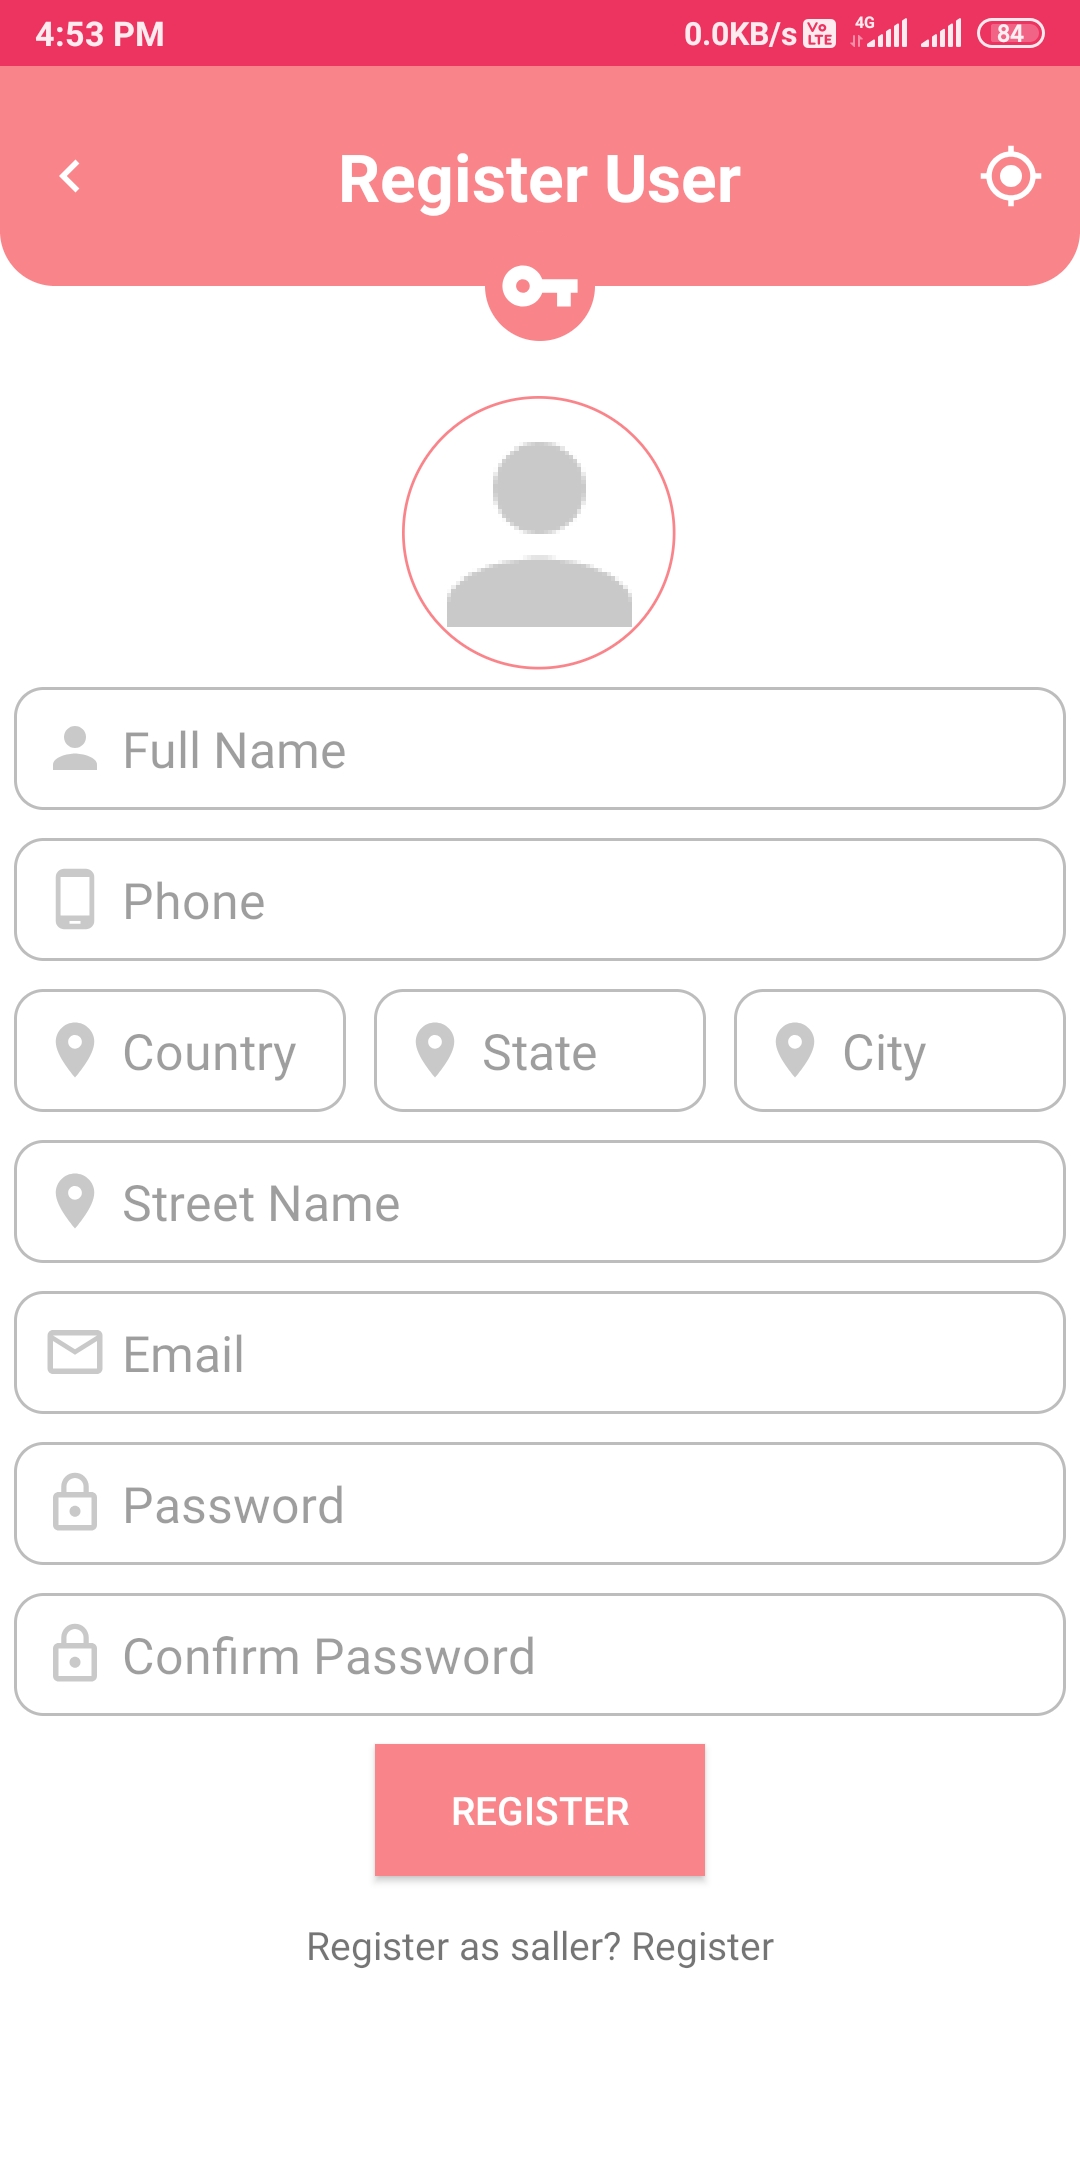 4:53 PM 0.0KB/s Vo LTE 4G 84
Register User
Full Name
Phone
Country State City
Street Name
Email
Password
Confirm Password
REGISTER
Register as saller? Register